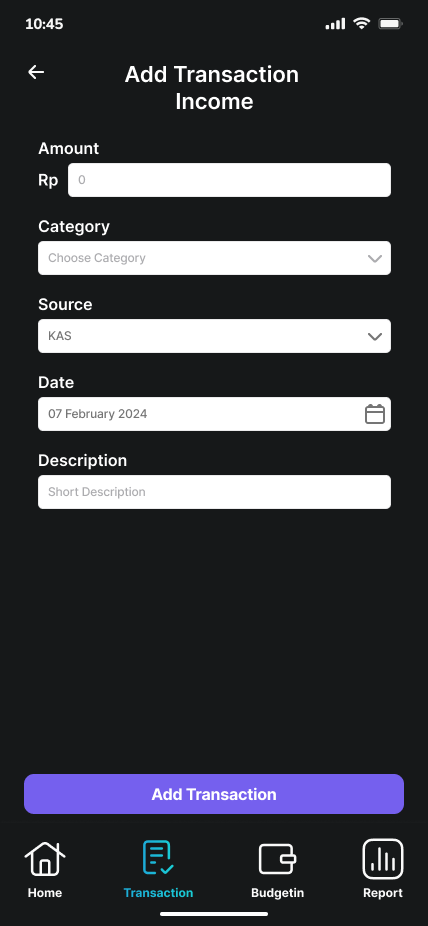 10:45
Add Transaction
Income
Amount
Rp 0
Category
Choose Category
Source
KAS
Date
07 February 2024
Description
Short Description
Add Transaction
Home Transaction Budgetin Report